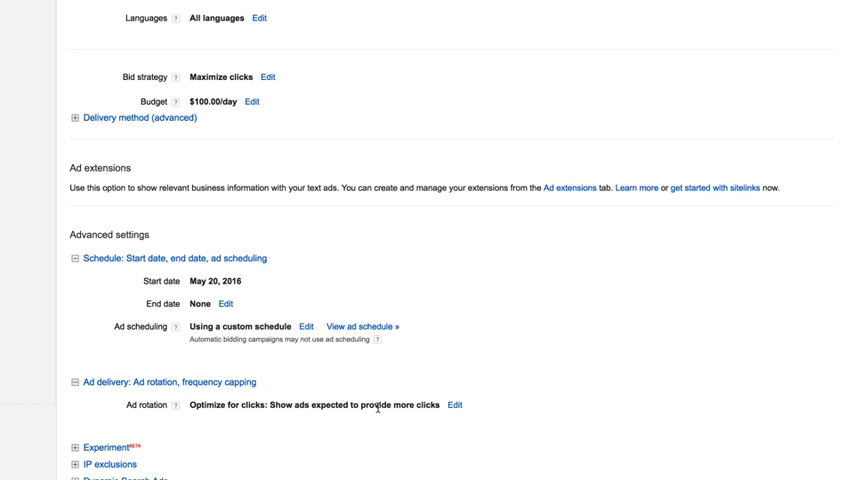 Languages ? All languages Edit
Bid strategy ? Maximize clicks Edit
Budget ? $100.00/day Edit
Delivery method (advanced)
Ad extensions
Use this option to show relevant business information with your text ads. You can create and manage your extensions from the Ad extensions tab. Learn more or get started with sitelinks now.
Advanced settings
Schedule: Start date, end date, ad scheduling
Start date May 20, 2016
End date None Edit
Ad scheduling ? Using a custom schedule Edit View ad schedule »
Automatic bidding campaigns may not use ad scheduling ?
Ad delivery: Ad rotation, frequency capping
Ad rotation ? Optimize for clicks: Show ads expected to provide more clicks Edit
Experiment BETA
IP exclusions
Dynamic Search Ads